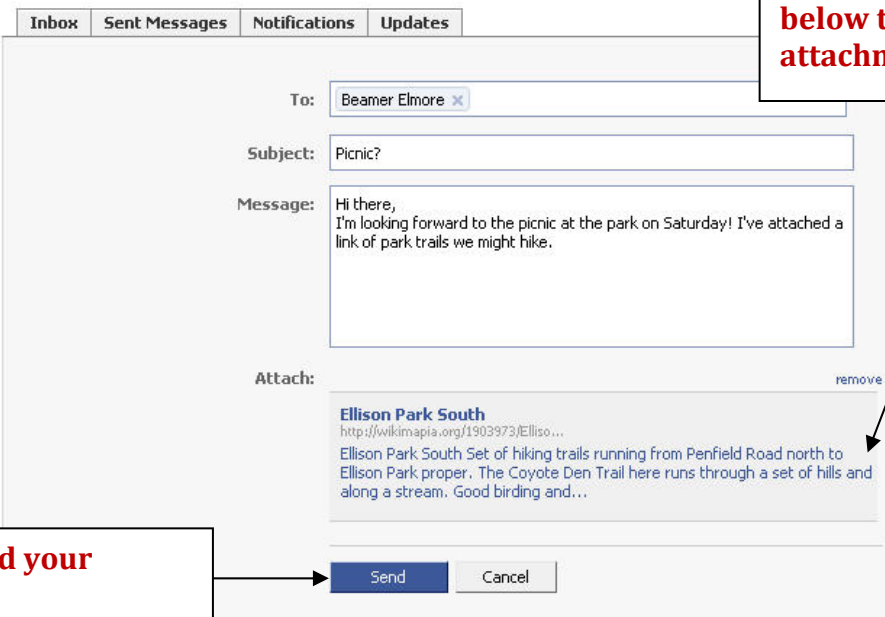 below t
attachm
Inbox Sent Messages Notifications Updates
To: Beamer Elmore
Subject: Picnic?
Message: Hi there,
I'm looking forward to the picnic at the park on Saturday! I've attached a
link of park trails we might hike.
Attach: remove
Ellison Park South
http://wikimapia.org/1903973/Elliso...
Ellison Park South Set of hiking trails running from Penfield Road north to
Ellison Park proper. The Coyote Den Trail here runs through a set of hills and
along a stream. Good birding and...
d your
Send Cancel